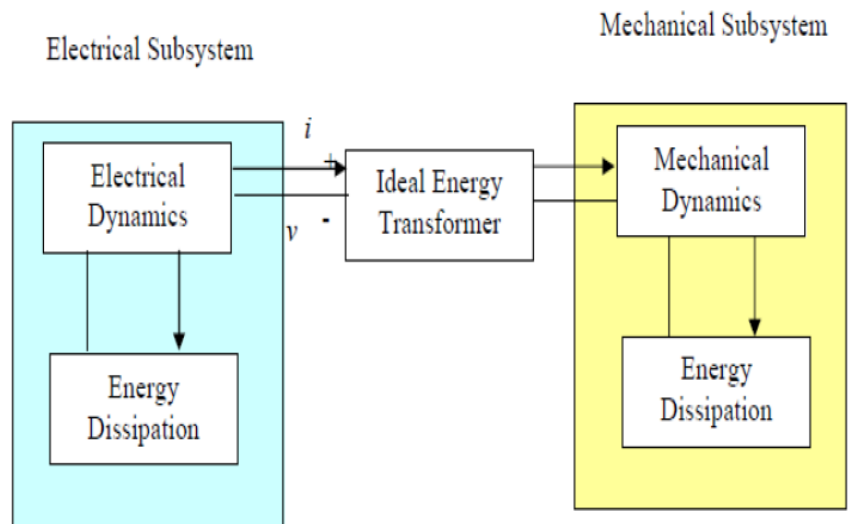 Electrical Subsystem
Mechanical Subsystem
i
+
Electrical
Dynamics
v
-
Ideal Energy
Transformer
Mechanical
Dynamics
Energy
Dissipation
Energy
Dissipation